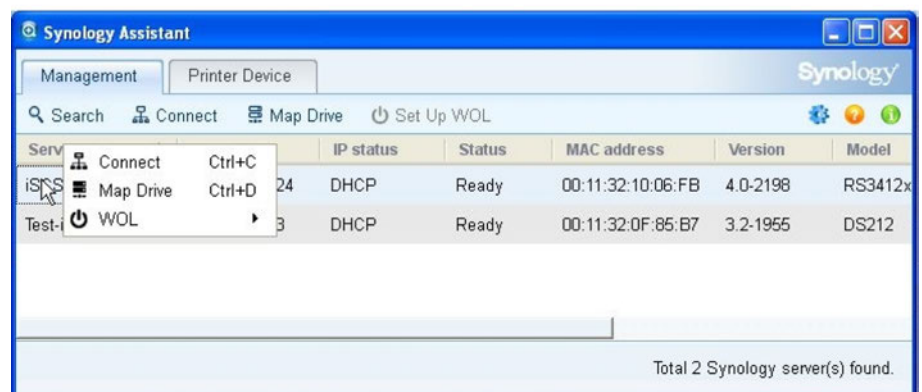 Synology Assistant
Management Printer Device Synology
Search Connect Map Drive Set Up WOL
Serv IP status Status MAC address Version Model
Connect Ctrl+C
24 DHCP Ready 00:11:32:10:06:FB 4.0-2198 RS3412x
Map Drive Ctrl+D
Test-i 3 DHCP Ready 00:11:32:0F:85:B7 3.2-1955 DS212
WOL
Total 2 Synology server(s) found.